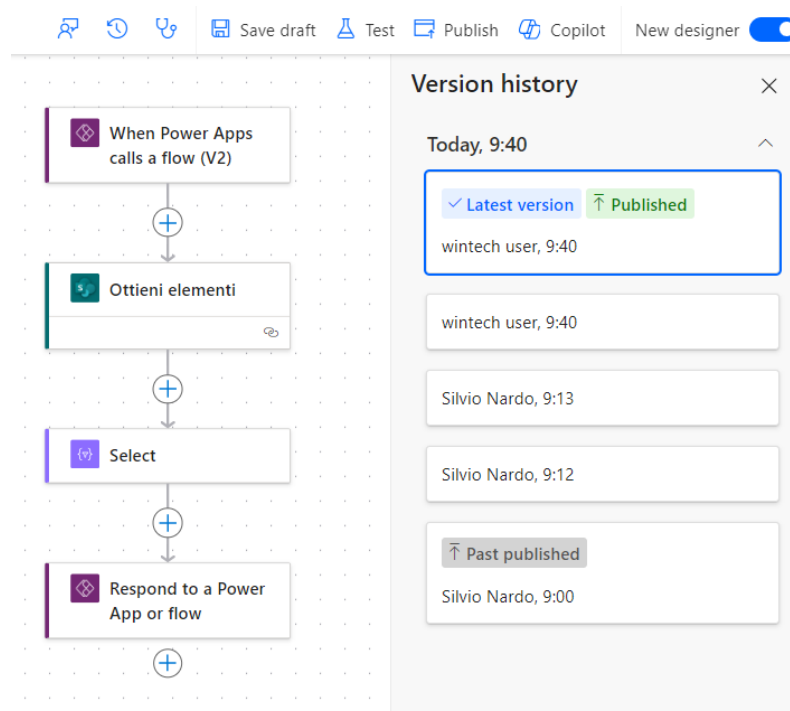 Save draft Test Publish Copilot New designer
When Power Apps
calls a flow (V2)
Ottieni elementi
Select
Respond to a Power
App or flow
Version history
Today, 9:40
Latest version Published
wintech user, 9:40
wintech user, 9:40
Silvio Nardo, 9:13
Silvio Nardo, 9:12
Past published
Silvio Nardo, 9:00